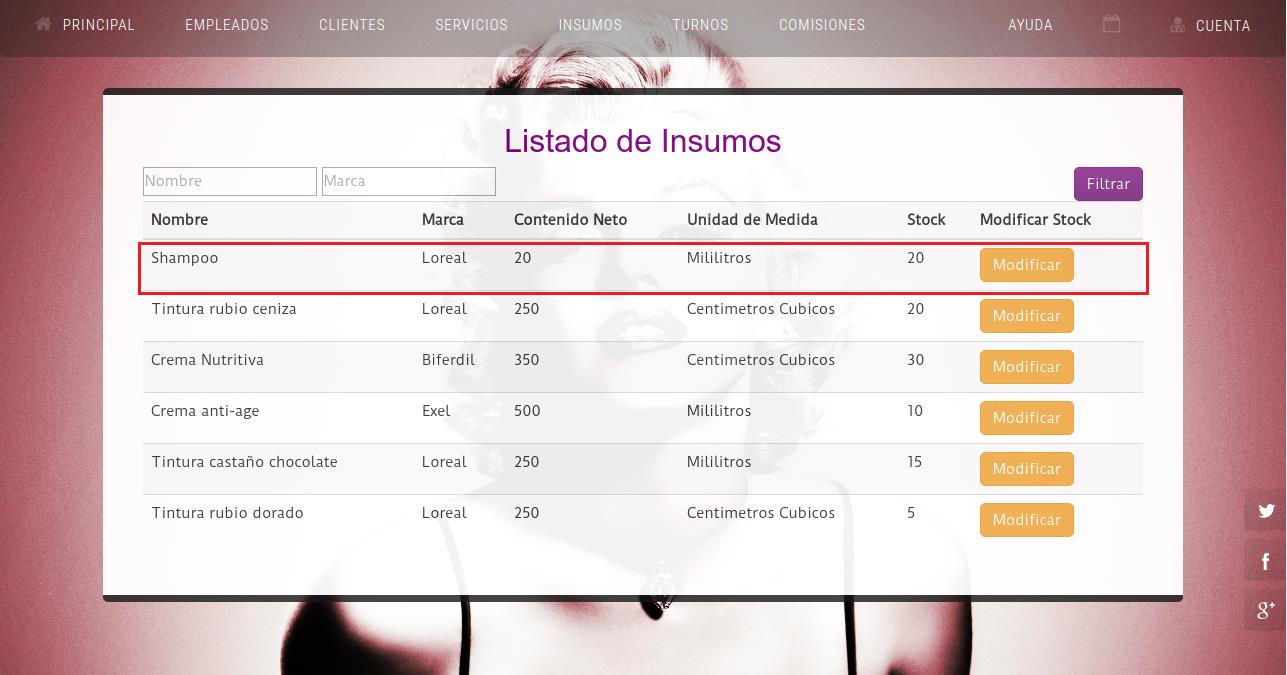 PRINCIPAL EMPLEADOS CLIENTES SERVICIOS INSUMOS TURNOS COMISIONES AYUDA CUENTA
Listado de Insumos
Nombre Marca Filtrar
Nombre Marca Contenido Neto Unidad de Medida Stock Modificar Stock
Shampoo Loreal 20 Mililitros 20 Modificar
Tintura rubio ceniza Loreal 250 Centimetros Cubicos 20 Modificar
Crema Nutritiva Biferdil 350 Centimetros Cubicos 30 Modificar
Crema anti-age Exel 500 Mililitros 10 Modificar
Tintura castaño chocolate Loreal 250 Mililitros 15 Modificar
Tintura rubio dorado Loreal 250 Centimetros Cubicos 5 Modificar